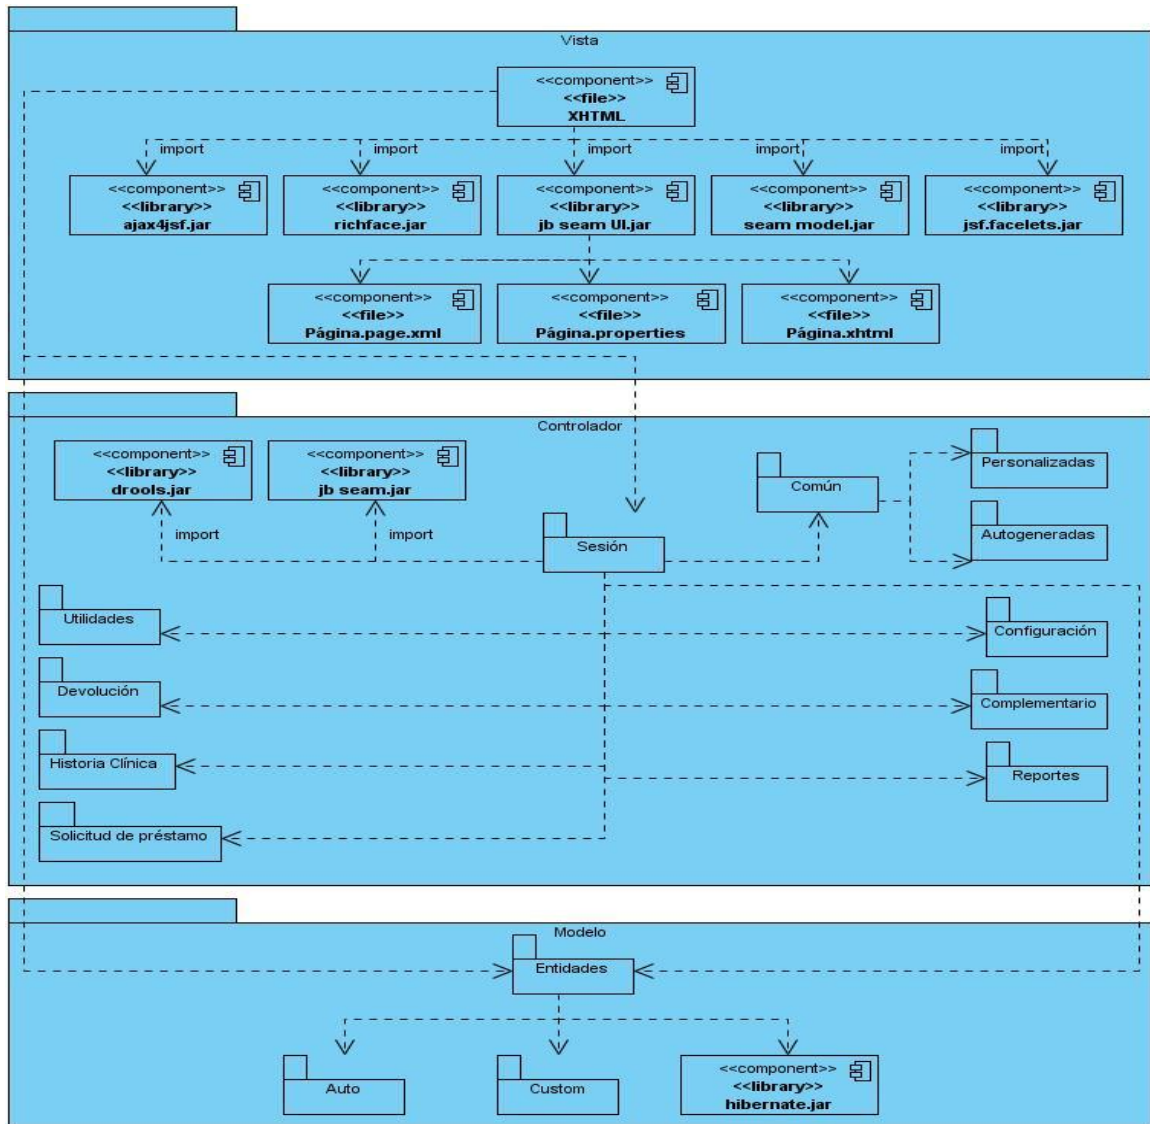 Vista
<<component>>
<<file>>
XHTML
import
import
import
import
import
<<component>>
<<library>>
ajax4jsf.jar
<<component>>
<<library>>
richface.jar
<<component>>
<<library>>
jb seam UI.jar
<<component>>
<<library>>
seam model.jar
<<component>>
<<library>>
jsf.facelets.jar
<<component>>
<<file>>
Página.page.xml
<<component>>
<<file>>
Página.properties
<<component>>
<<file>>
Página.xhtml
Controlador
<<component>>
<<library>>
drools.jar
<<component>>
<<library>>
jb seam.jar
Común
Personalizadas
Autogeneradas
import
import
Sesión
Utilidades
Configuración
Devolución
Complementario
Historia Clínica
Reportes
Solicitud de préstamo
Modelo
Entidades
Auto
Custom
<<component>>
<<library>>
hibernate.jar